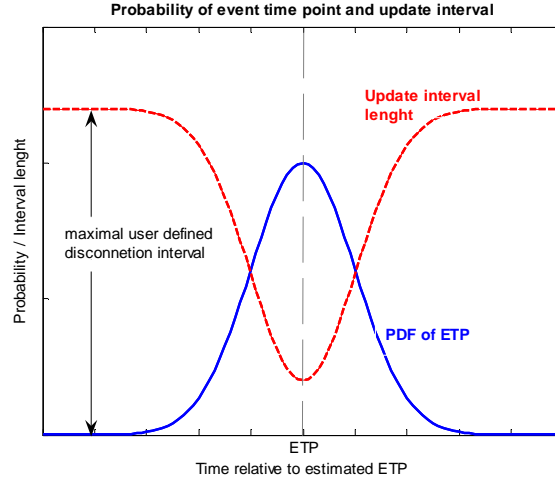 Probability of event time point and update interval
Update interval
lenght
maximal user defined
disconnetion interval
PDF of ETP
Probability / Interval lenght
ETP
Time relative to estimated ETP